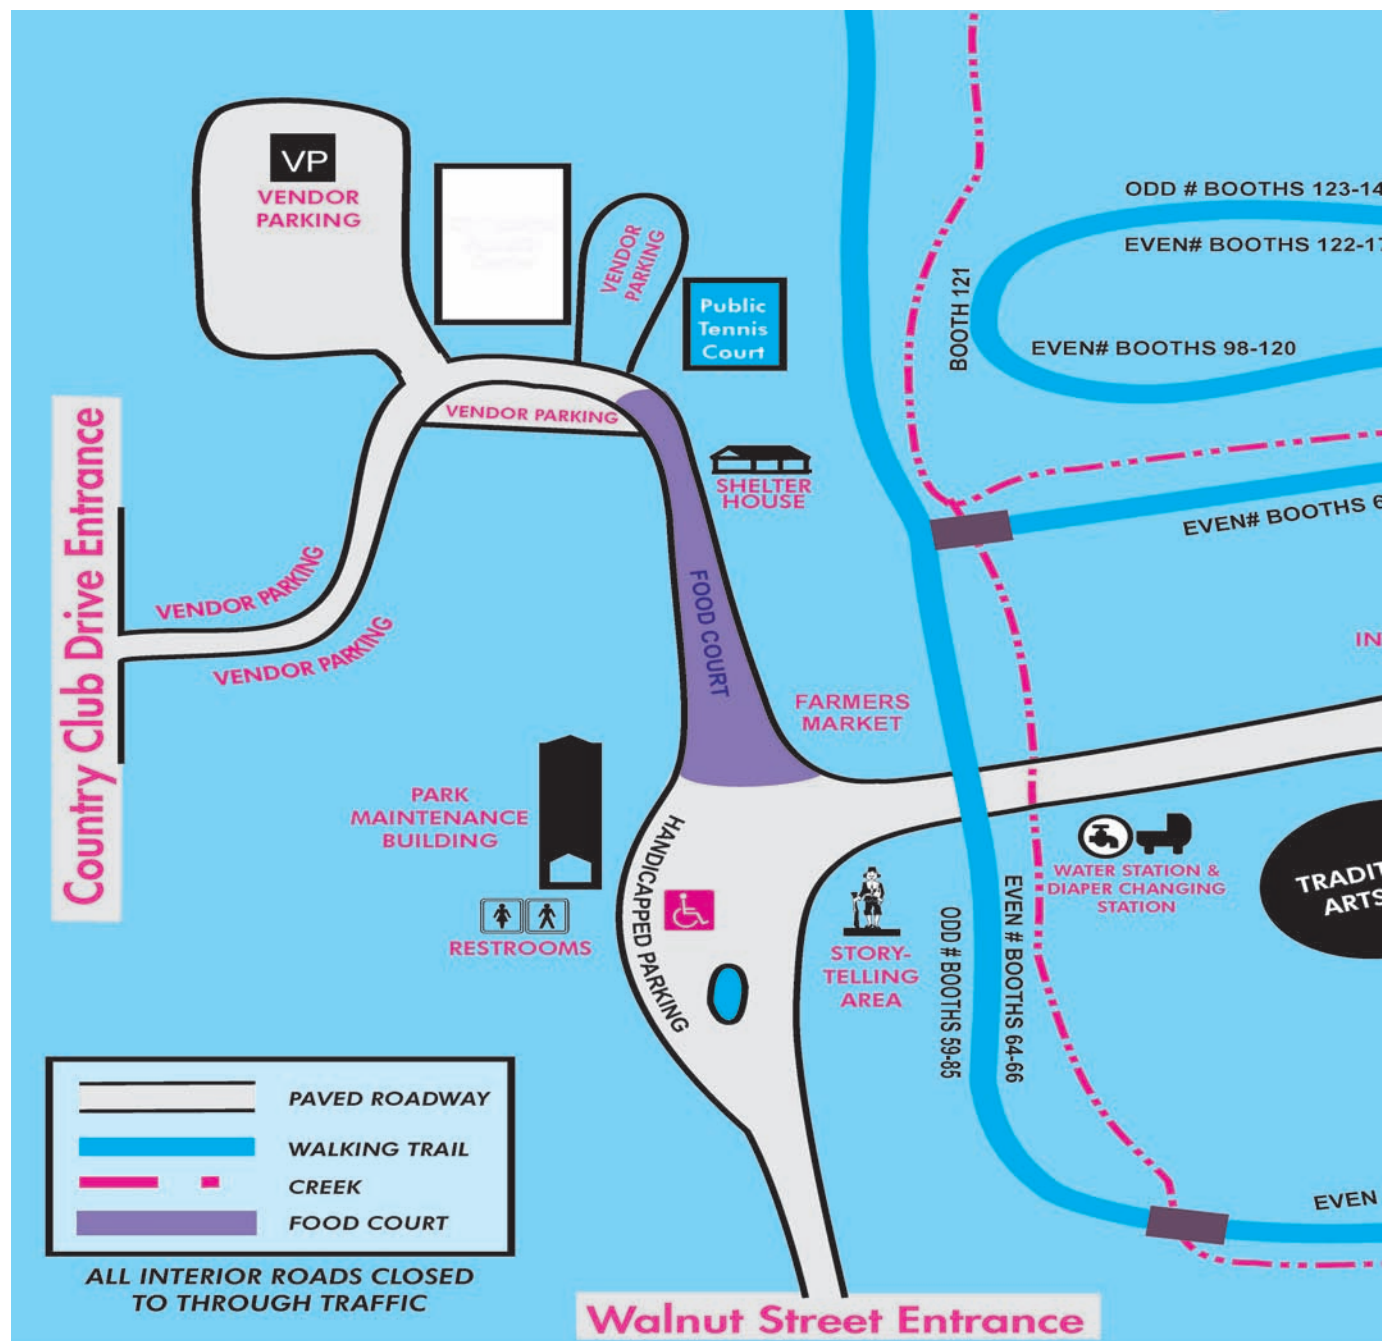 ODD # BOOTHS 123-14
EVEN# BOOTHS 122-17
BOOTH 121
EVEN# BOOTHS 98-120
VP
VENDOR
PARKING
VENDOR
PARKING
Public
Tennis
Court
VENDOR PARKING
SHELTER
HOUSE
EVEN# BOOTHS 6
Country Club Drive Entrance
VENDOR PARKING
VENDOR PARKING
FOOD COURT
IN
FARMERS
MARKET
PARK
MAINTENANCE
BUILDING
HANDICAPPED PARKING
RESTROOMS
STORY-
TELLING
AREA
WATER STATION &
DIAPER CHANGING
STATION
TRADIT
ARTS
ODD # BOOTHS 59-85
EVEN # BOOTHS 64-66
EVEN
PAVED ROADWAY
WALKING TRAIL
CREEK
FOOD COURT
ALL INTERIOR ROADS CLOSED
TO THROUGH TRAFFIC
Walnut Street Entrance